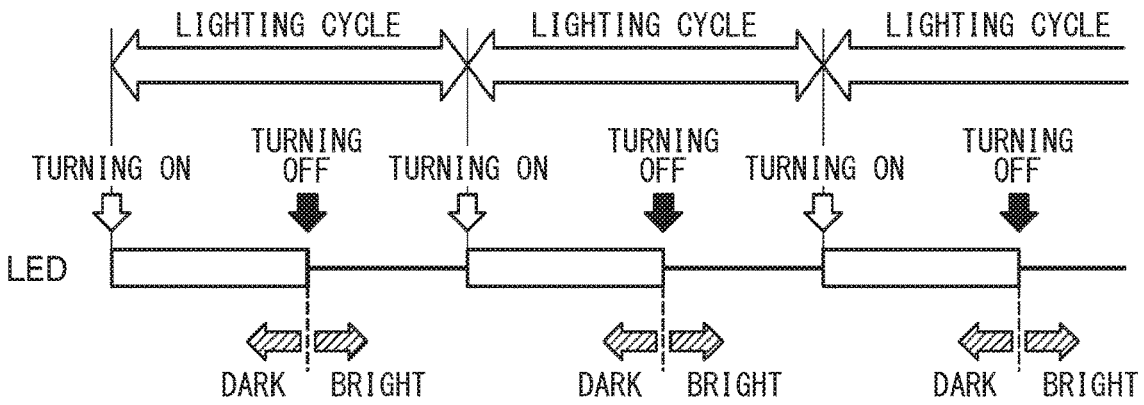 LIGHTING CYCLE
LIGHTING CYCLE
LIGHTING CYCLE
TURNING ON
TURNING
OFF
TURNING ON
TURNING
OFF
TURNING ON
TURNING
OFF
LED
DARK
BRIGHT
DARK
BRIGHT
DARK
BRIGHT